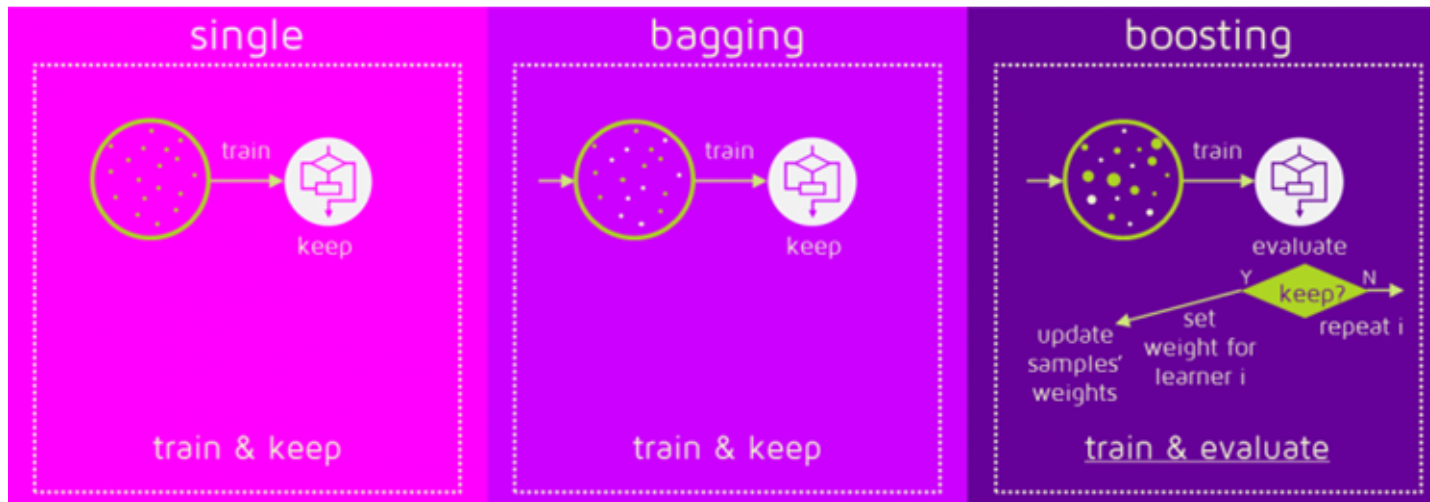 single
train
keep
train & keep
bagging
train
keep
train & keep
boosting
train
evaluate
Y
keep?
N
repeat i
set
weight for
learner i
update
samples'
weights
train & evaluate